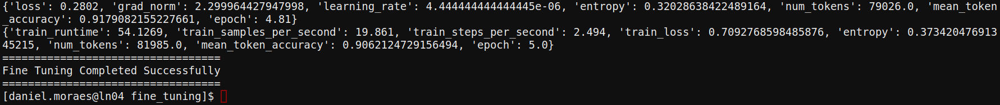 {'loss': 0.2802, 'grad_norm': 2.299964427947998, 'learning_rate': 4.444444444444445e-06, 'entropy': 0.32028638422489164, 'num_tokens': 79026.0, 'mean_token
_accuracy': 0.9179082155227661, 'epoch': 4.81}
{'train_runtime': 54.1269, 'train_samples_per_second': 19.861, 'train_steps_per_second': 2.494, 'train_loss': 0.7092768598485876, 'entropy': 0.373420476913
45215, 'num_tokens': 81985.0, 'mean_token_accuracy': 0.9062124729156494, 'epoch': 5.0}
==================================
Fine Tuning Completed Successfully
==================================
[daniel.moraes@ln04 fine_tuning]$